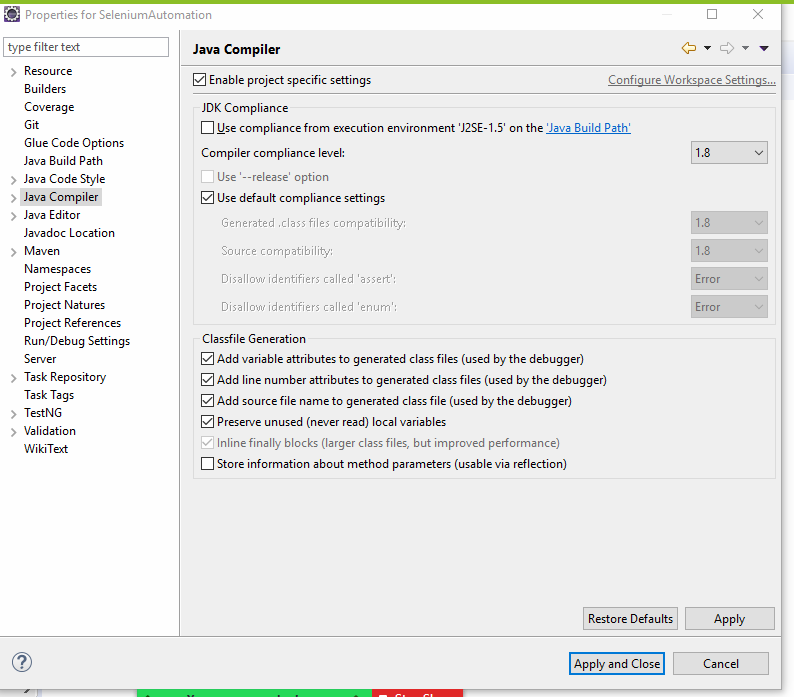 Properties for SeleniumAutomation
type filter text
Resource
Builders
Coverage
Git
Glue Code Options
Java Build Path
Java Code Style
Java Compiler
Java Editor
Javadoc Location
Maven
Namespaces
Project Facets
Project Natures
Project References
Run/Debug Settings
Server
Task Repository
Task Tags
TestNG
Validation
WikiText
Java Compiler
Enable project specific settings
Configure Workspace Settings...
JDK Compliance
Use compliance from execution environment 'J2SE-1.5' on the 'Java Build Path'
Compiler compliance level: 1.8
Use '--release' option
Use default compliance settings
Generated .class files compatibility: 1.8
Source compatibility: 1.8
Disallow identifiers called 'assert': Error
Disallow identifiers called 'enum': Error
Classfile Generation
Add variable attributes to generated class files (used by the debugger)
Add line number attributes to generated class files (used by the debugger)
Add source file name to generated class file (used by the debugger)
Preserve unused (never read) local variables
Inline finally blocks (larger class files, but improved performance)
Store information about method parameters (usable via reflection)
Restore Defaults
Apply
?
Apply and Close
Cancel